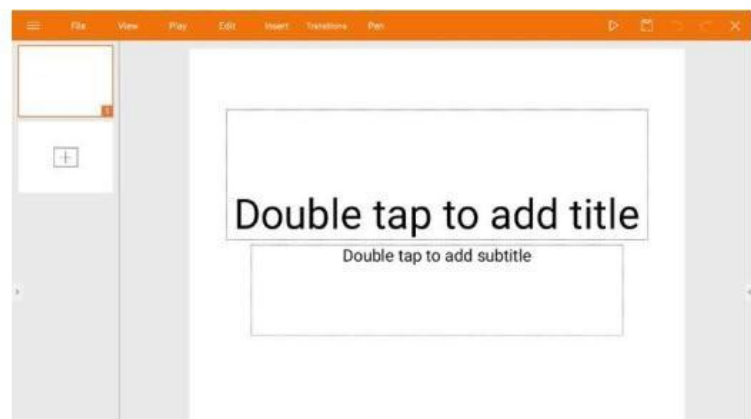 File View Play Edit Insert Transitions Pen
1
Double tap to add title
Double tap to add subtitle